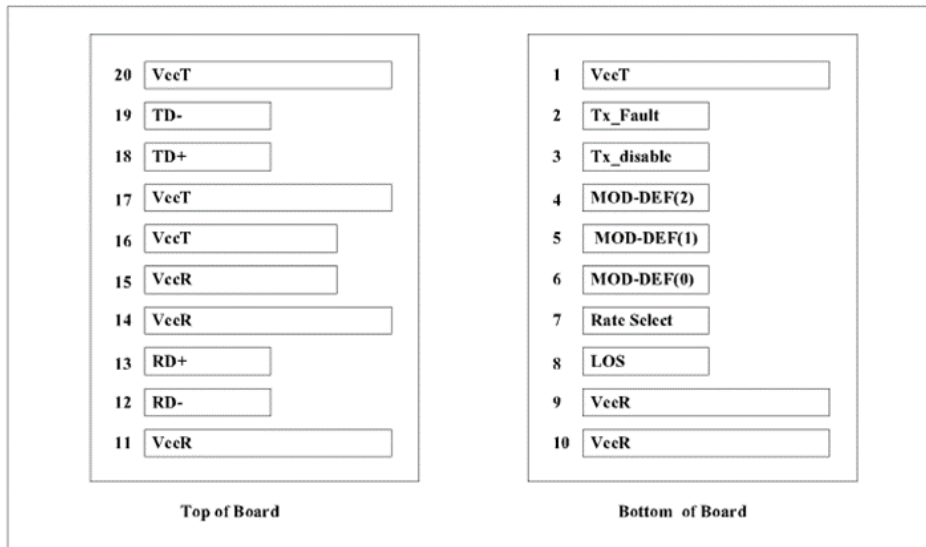 20 VeeT
19 TD-
18 TD+
17 VeeT
16 VccT
15 VccR
14 VeeR
13 RD+
12 RD-
11 VeeR
Top of Board
1 VeeT
2 Tx_Fault
3 Tx_disable
4 MOD-DEF(2)
5 MOD-DEF(1)
6 MOD-DEF(0)
7 Rate Select
8 LOS
9 VeeR
10 VeeR
Bottom of Board